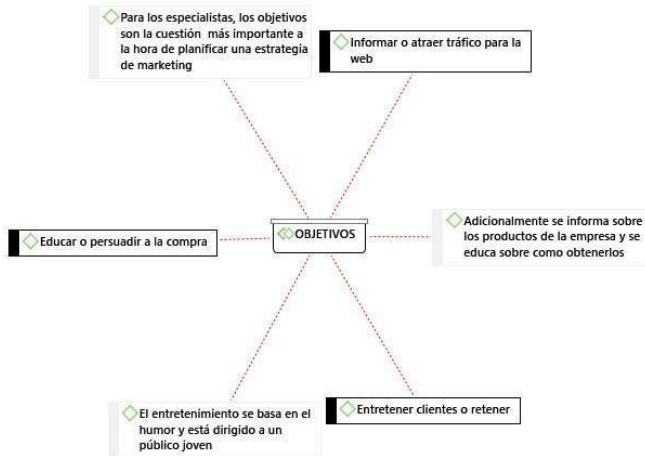 Para los especialistas, los objetivos
son la cuestión más importante a
la hora de planificar una estrategia
de marketing
Informar o atraer tráfico para la
web
Educar o persuadir a la compra
OBJETIVOS
Adicionalmente se informa sobre
los productos de la empresa y se
educa sobre como obtenerlos
El entretenimiento se basa en el
humor y está dirigido a un
público joven
Entretener clientes o retener